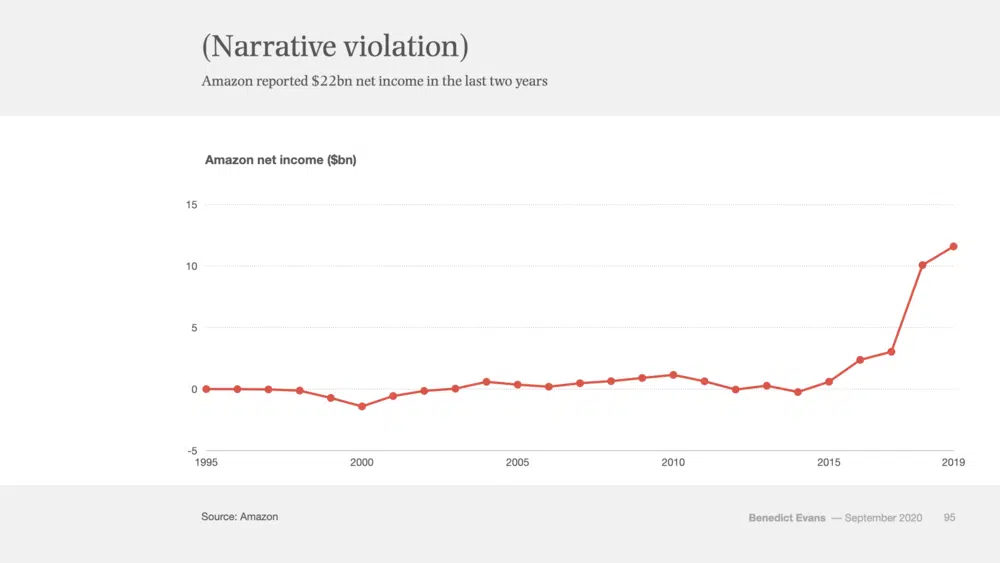 (Narrative violation)
Amazon reported $22bn net income in the last two years
Amazon net income ($bn)
15
10
5
0
-5
1995 2000 2005 2010 2015 2019
Source: Amazon
Benedict Evans — September 2020 95